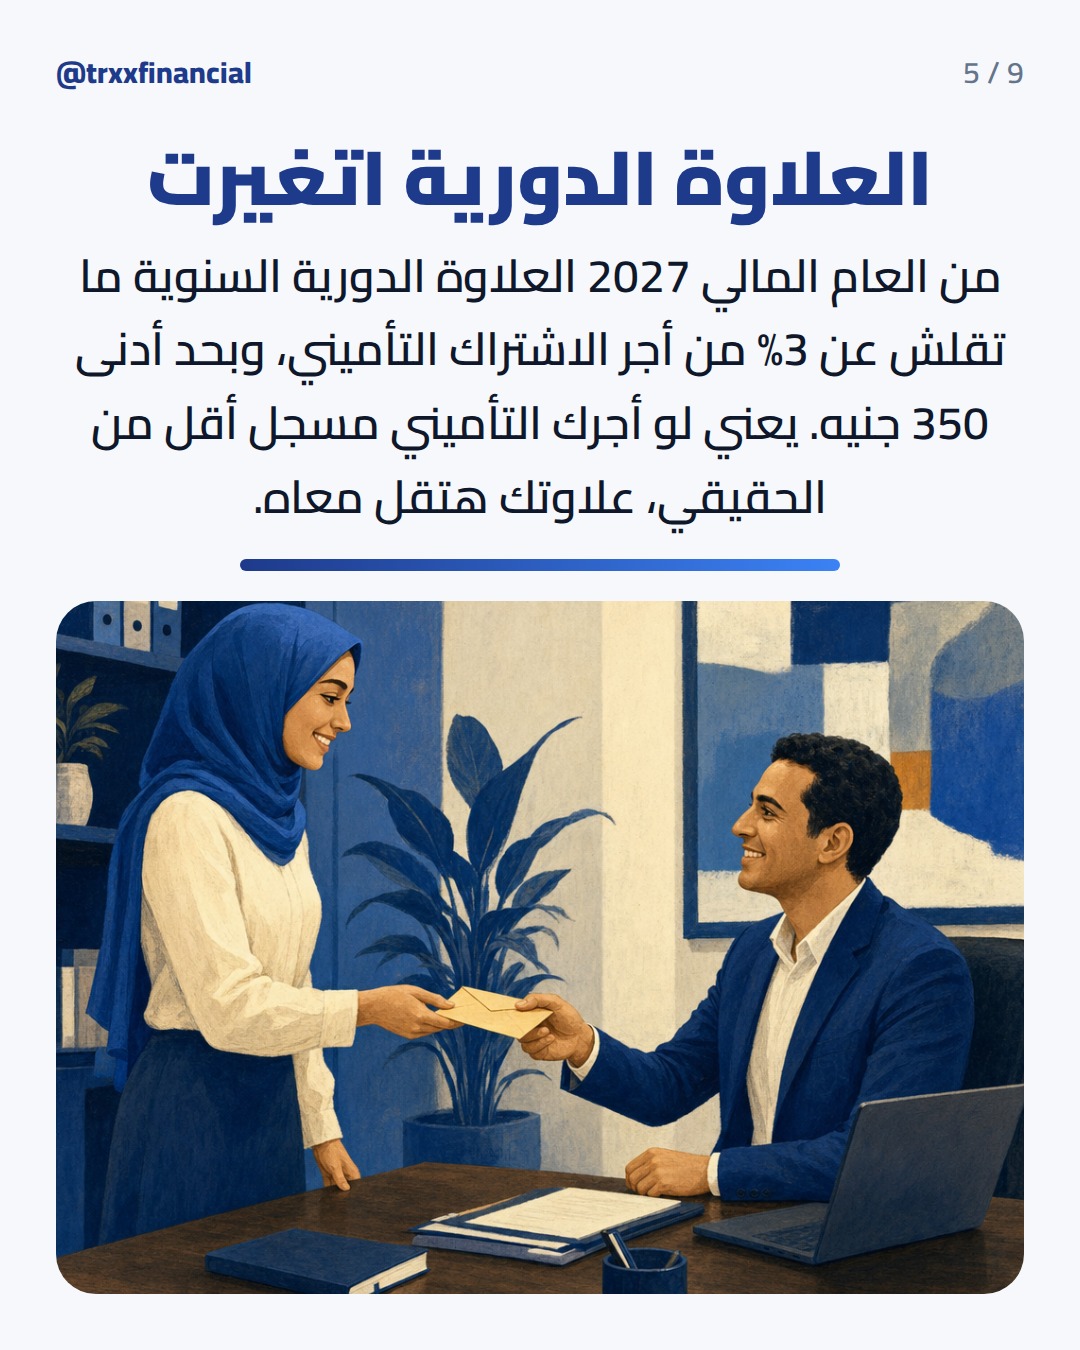 @trxxfinancial
5 / 9
العلاوة الدورية اتغيرت
من العام المالي 2027 العلاوة الدورية السنوية ما
تقلش عن 3% من أجر الاشتراك التأميني، وبحد أدنى
350 جنيه. يعني لو أجرك التأميني مسجل أقل من
الحقيقي، علاوتك هتقل معاه.